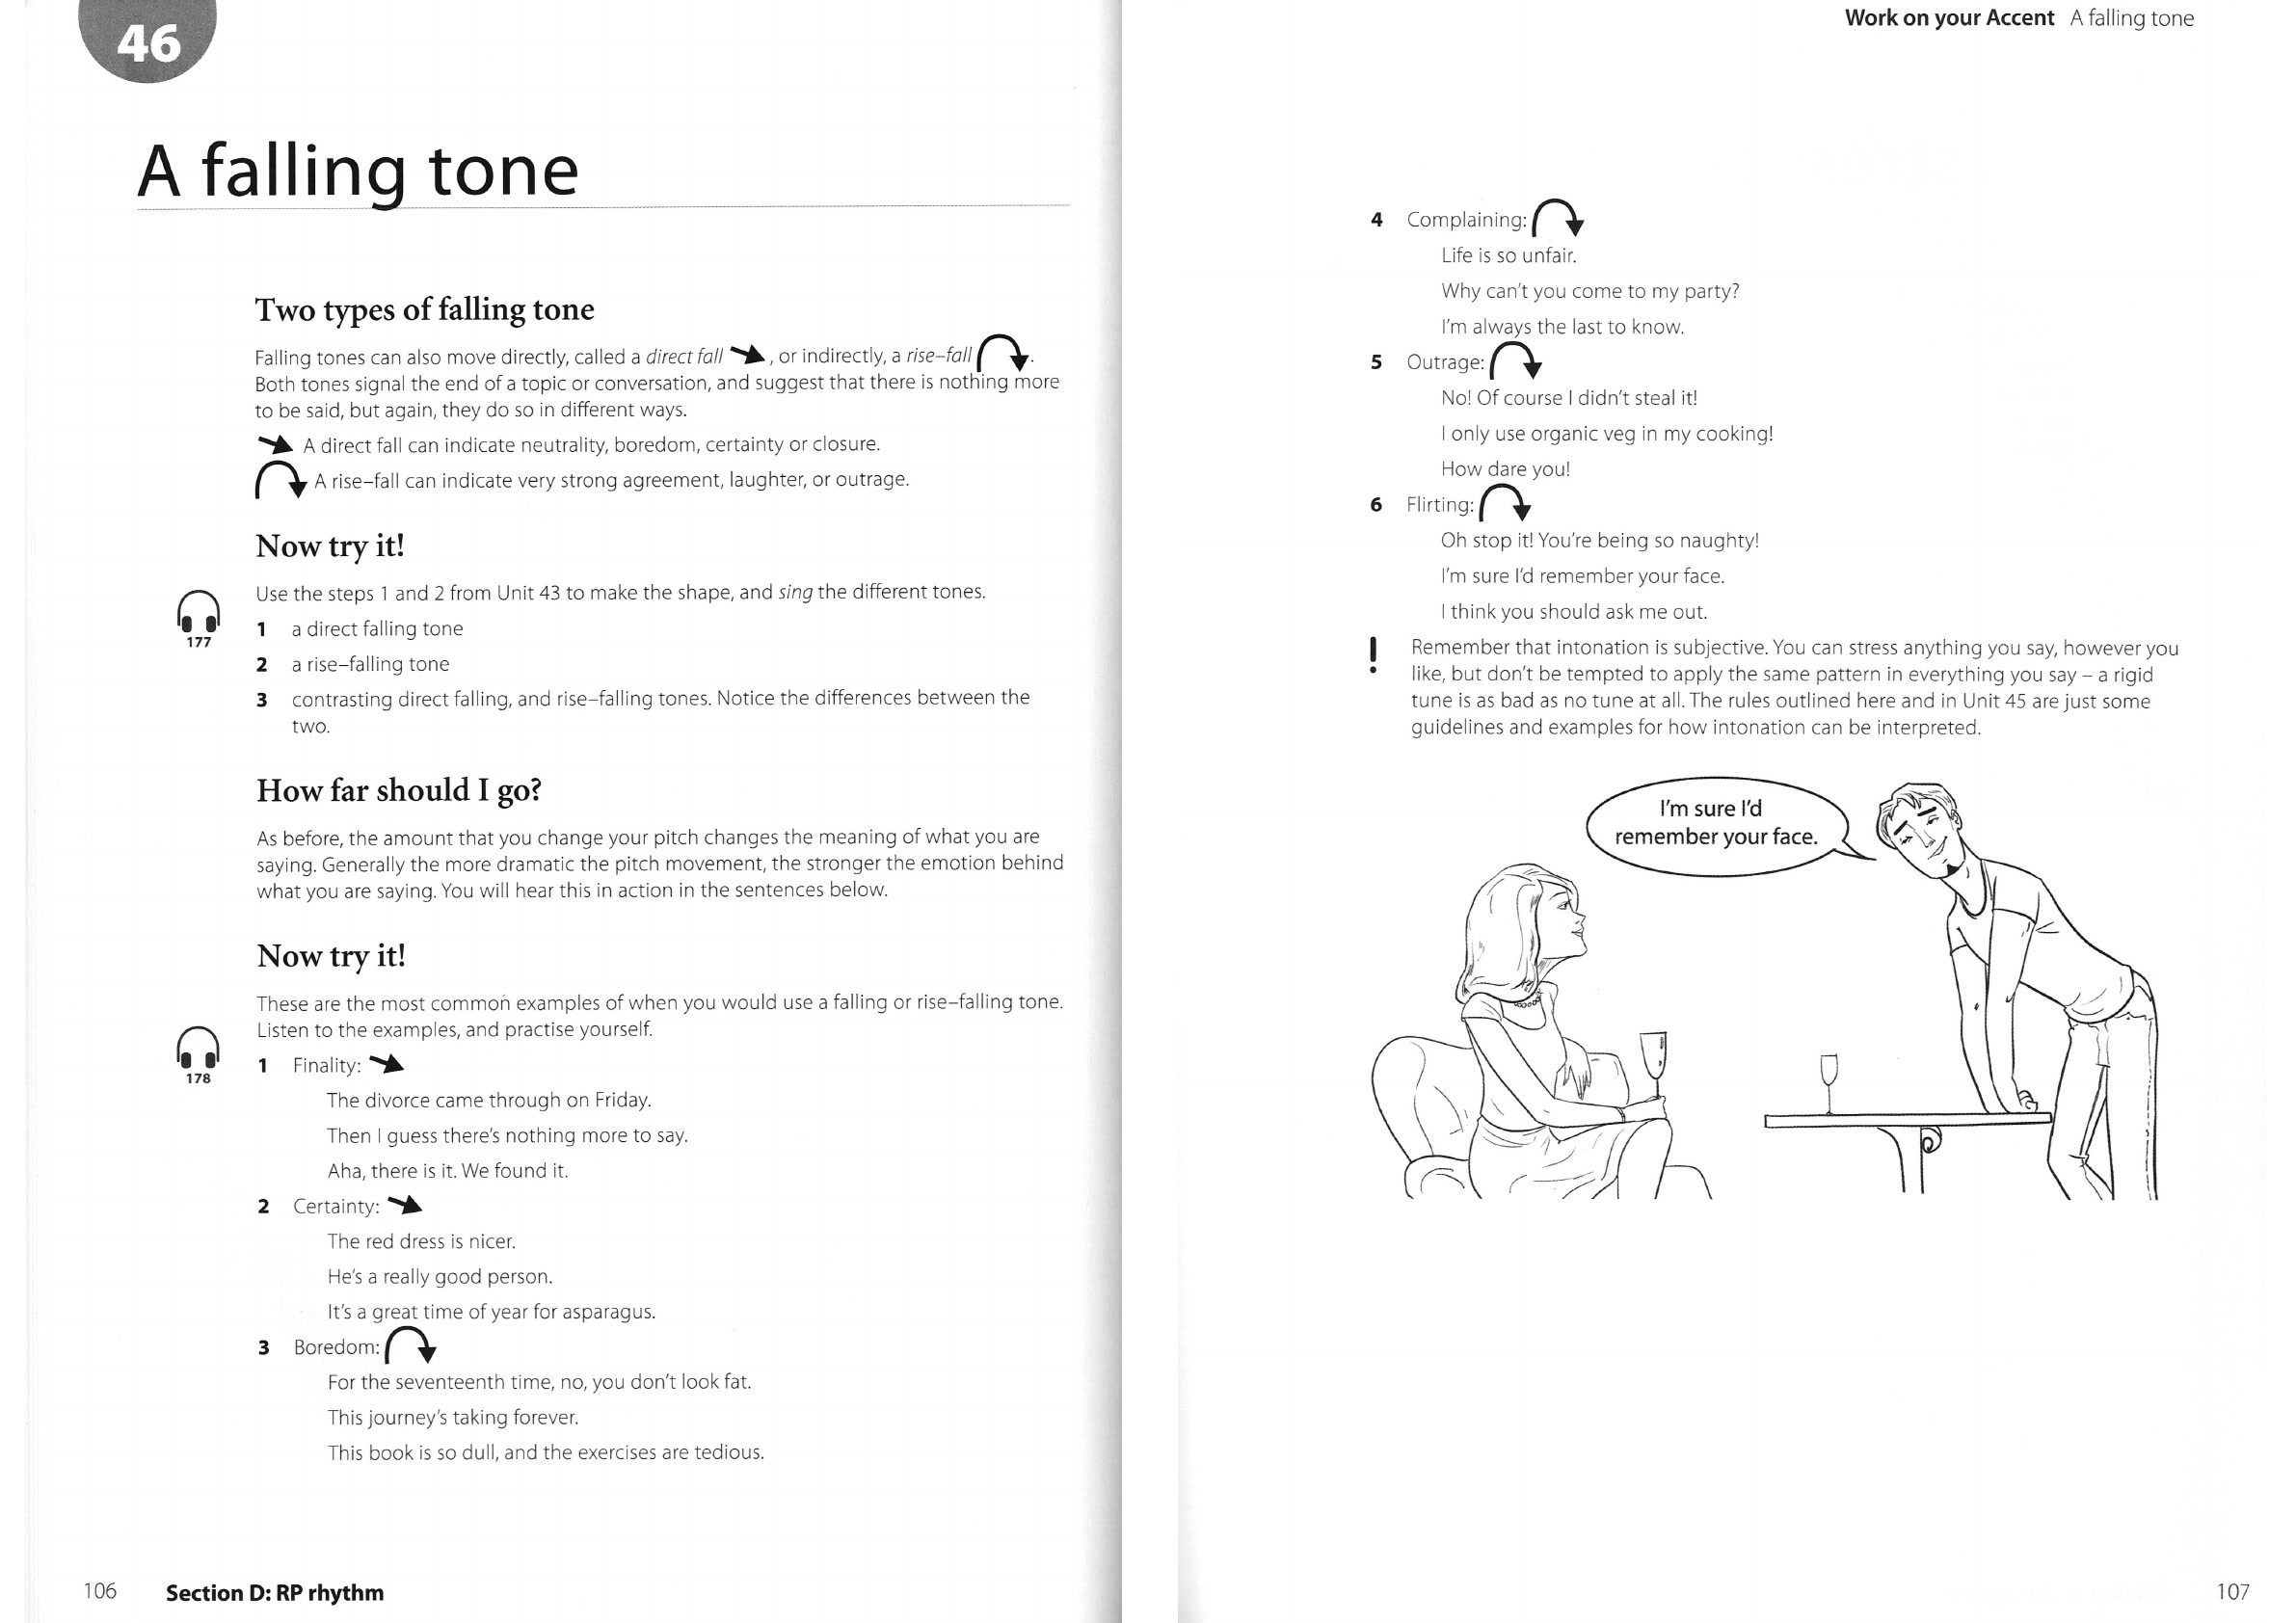 46
A falling tone
Two types of falling tone
Falling tones can also move directly, called a direct fall , or indirectly, a rise–fall .
Both tones signal the end of a topic or conversation, and suggest that there is nothing more
to be said, but again, they do so in different ways.
A direct fall can indicate neutrality, boredom, certainty or closure.
A rise–fall can indicate very strong agreement, laughter, or outrage.
Now try it!
Use the steps 1 and 2 from Unit 43 to make the shape, and sing the different tones.
177
1 a direct falling tone
2 a rise–falling tone
3 contrasting direct falling, and rise–falling tones. Notice the differences between the
two.
How far should I go?
As before, the amount that you change your pitch changes the meaning of what you are
saying. Generally the more dramatic the pitch movement, the stronger the emotion behind
what you are saying. You will hear this in action in the sentences below.
Now try it!
These are the most common examples of when you would use a falling or rise–falling tone.
Listen to the examples, and practise yourself.
178
1 Finality:
The divorce came through on Friday.
Then I guess there's nothing more to say.
Aha, there is it. We found it.
2 Certainty:
The red dress is nicer.
He's a really good person.
It's a great time of year for asparagus.
3 Boredom:
For the seventeenth time, no, you don't look fat.
This journey's taking forever.
This book is so dull, and the exercises are tedious.
106 Section D: RP rhythm
Work on your Accent A falling tone
4 Complaining:
Life is so unfair.
Why can't you come to my party?
I'm always the last to know.
5 Outrage:
No! Of course I didn't steal it!
I only use organic veg in my cooking!
How dare you!
6 Flirting:
Oh stop it! You're being so naughty!
I'm sure I'd remember your face.
I think you should ask me out.
! Remember that intonation is subjective. You can stress anything you say, however you
like, but don't be tempted to apply the same pattern in everything you say – a rigid
tune is as bad as no tune at all. The rules outlined here and in Unit 45 are just some
guidelines and examples for how intonation can be interpreted.
I'm sure I'd
remember your face.
107